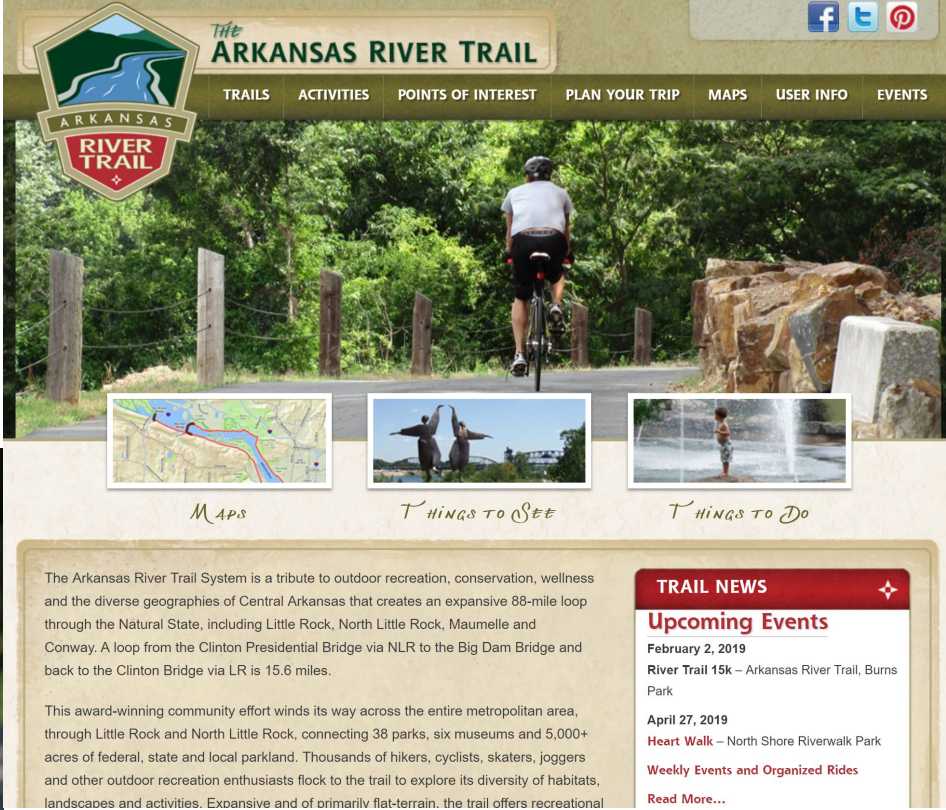 THE
ARKANSAS RIVER TRAIL
ARKANSAS
RIVER
TRAIL
TRAILS ACTIVITIES POINTS OF INTEREST PLAN YOUR TRIP MAPS USER INFO EVENTS
MAPS THINGS TO SEE THINGS TO DO
The Arkansas River Trail System is a tribute to outdoor recreation, conservation, wellness
and the diverse geographies of Central Arkansas that creates an expansive 88-mile loop
through the Natural State, including Little Rock, North Little Rock, Maumelle and
Conway. A loop from the Clinton Presidential Bridge via NLR to the Big Dam Bridge and
back to the Clinton Bridge via LR is 15.6 miles.
This award-winning community effort winds its way across the entire metropolitan area,
through Little Rock and North Little Rock, connecting 38 parks, six museums and 5,000+
acres of federal, state and local parkland. Thousands of hikers, cyclists, skaters, joggers
and other outdoor recreation enthusiasts flock to the trail to explore its diversity of habitats,
landscapes and activities. Expansive and of primarily flat-terrain, the trail offers recreational
TRAIL NEWS
Upcoming Events
February 2, 2019
River Trail 15k – Arkansas River Trail, Burns
Park
April 27, 2019
Heart Walk – North Shore Riverwalk Park
Weekly Events and Organized Rides
Read More…